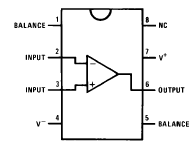 BALANCE 1 8 NC
INPUT 2 7 V+
INPUT 3 6 OUTPUT
V− 4 5 BALANCE
−
+